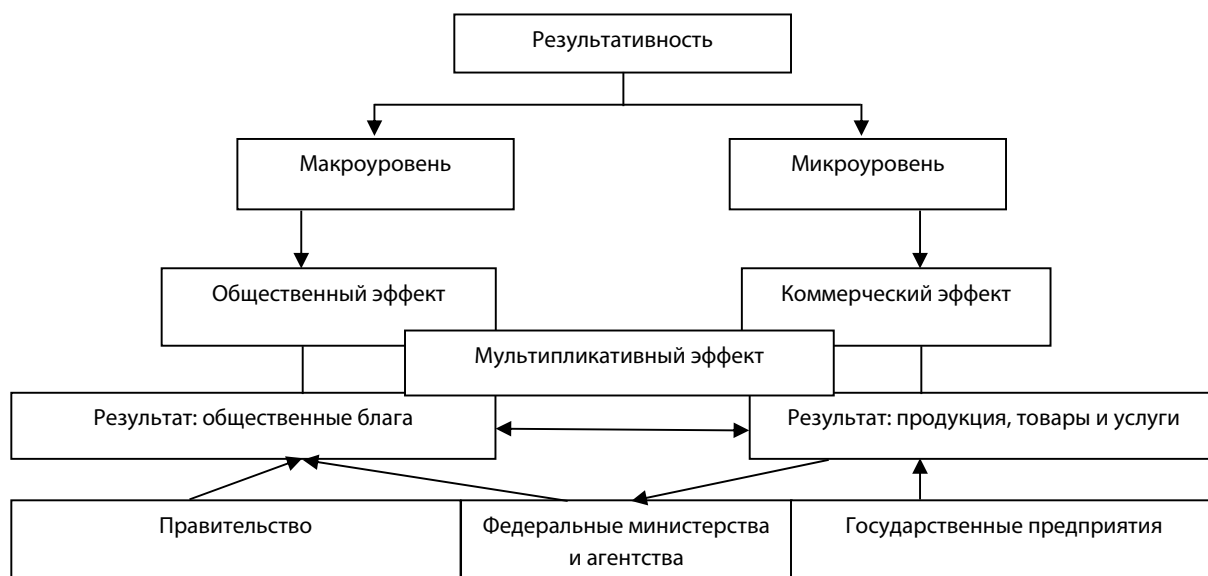 Результативность
Макроуровень
Микроуровень
Общественный эффект
Коммерческий эффект
Мультипликативный эффект
Результат: общественные блага
Результат: продукция, товары и услуги
Правительство
Федеральные министерства
и агентства
Государственные предприятия